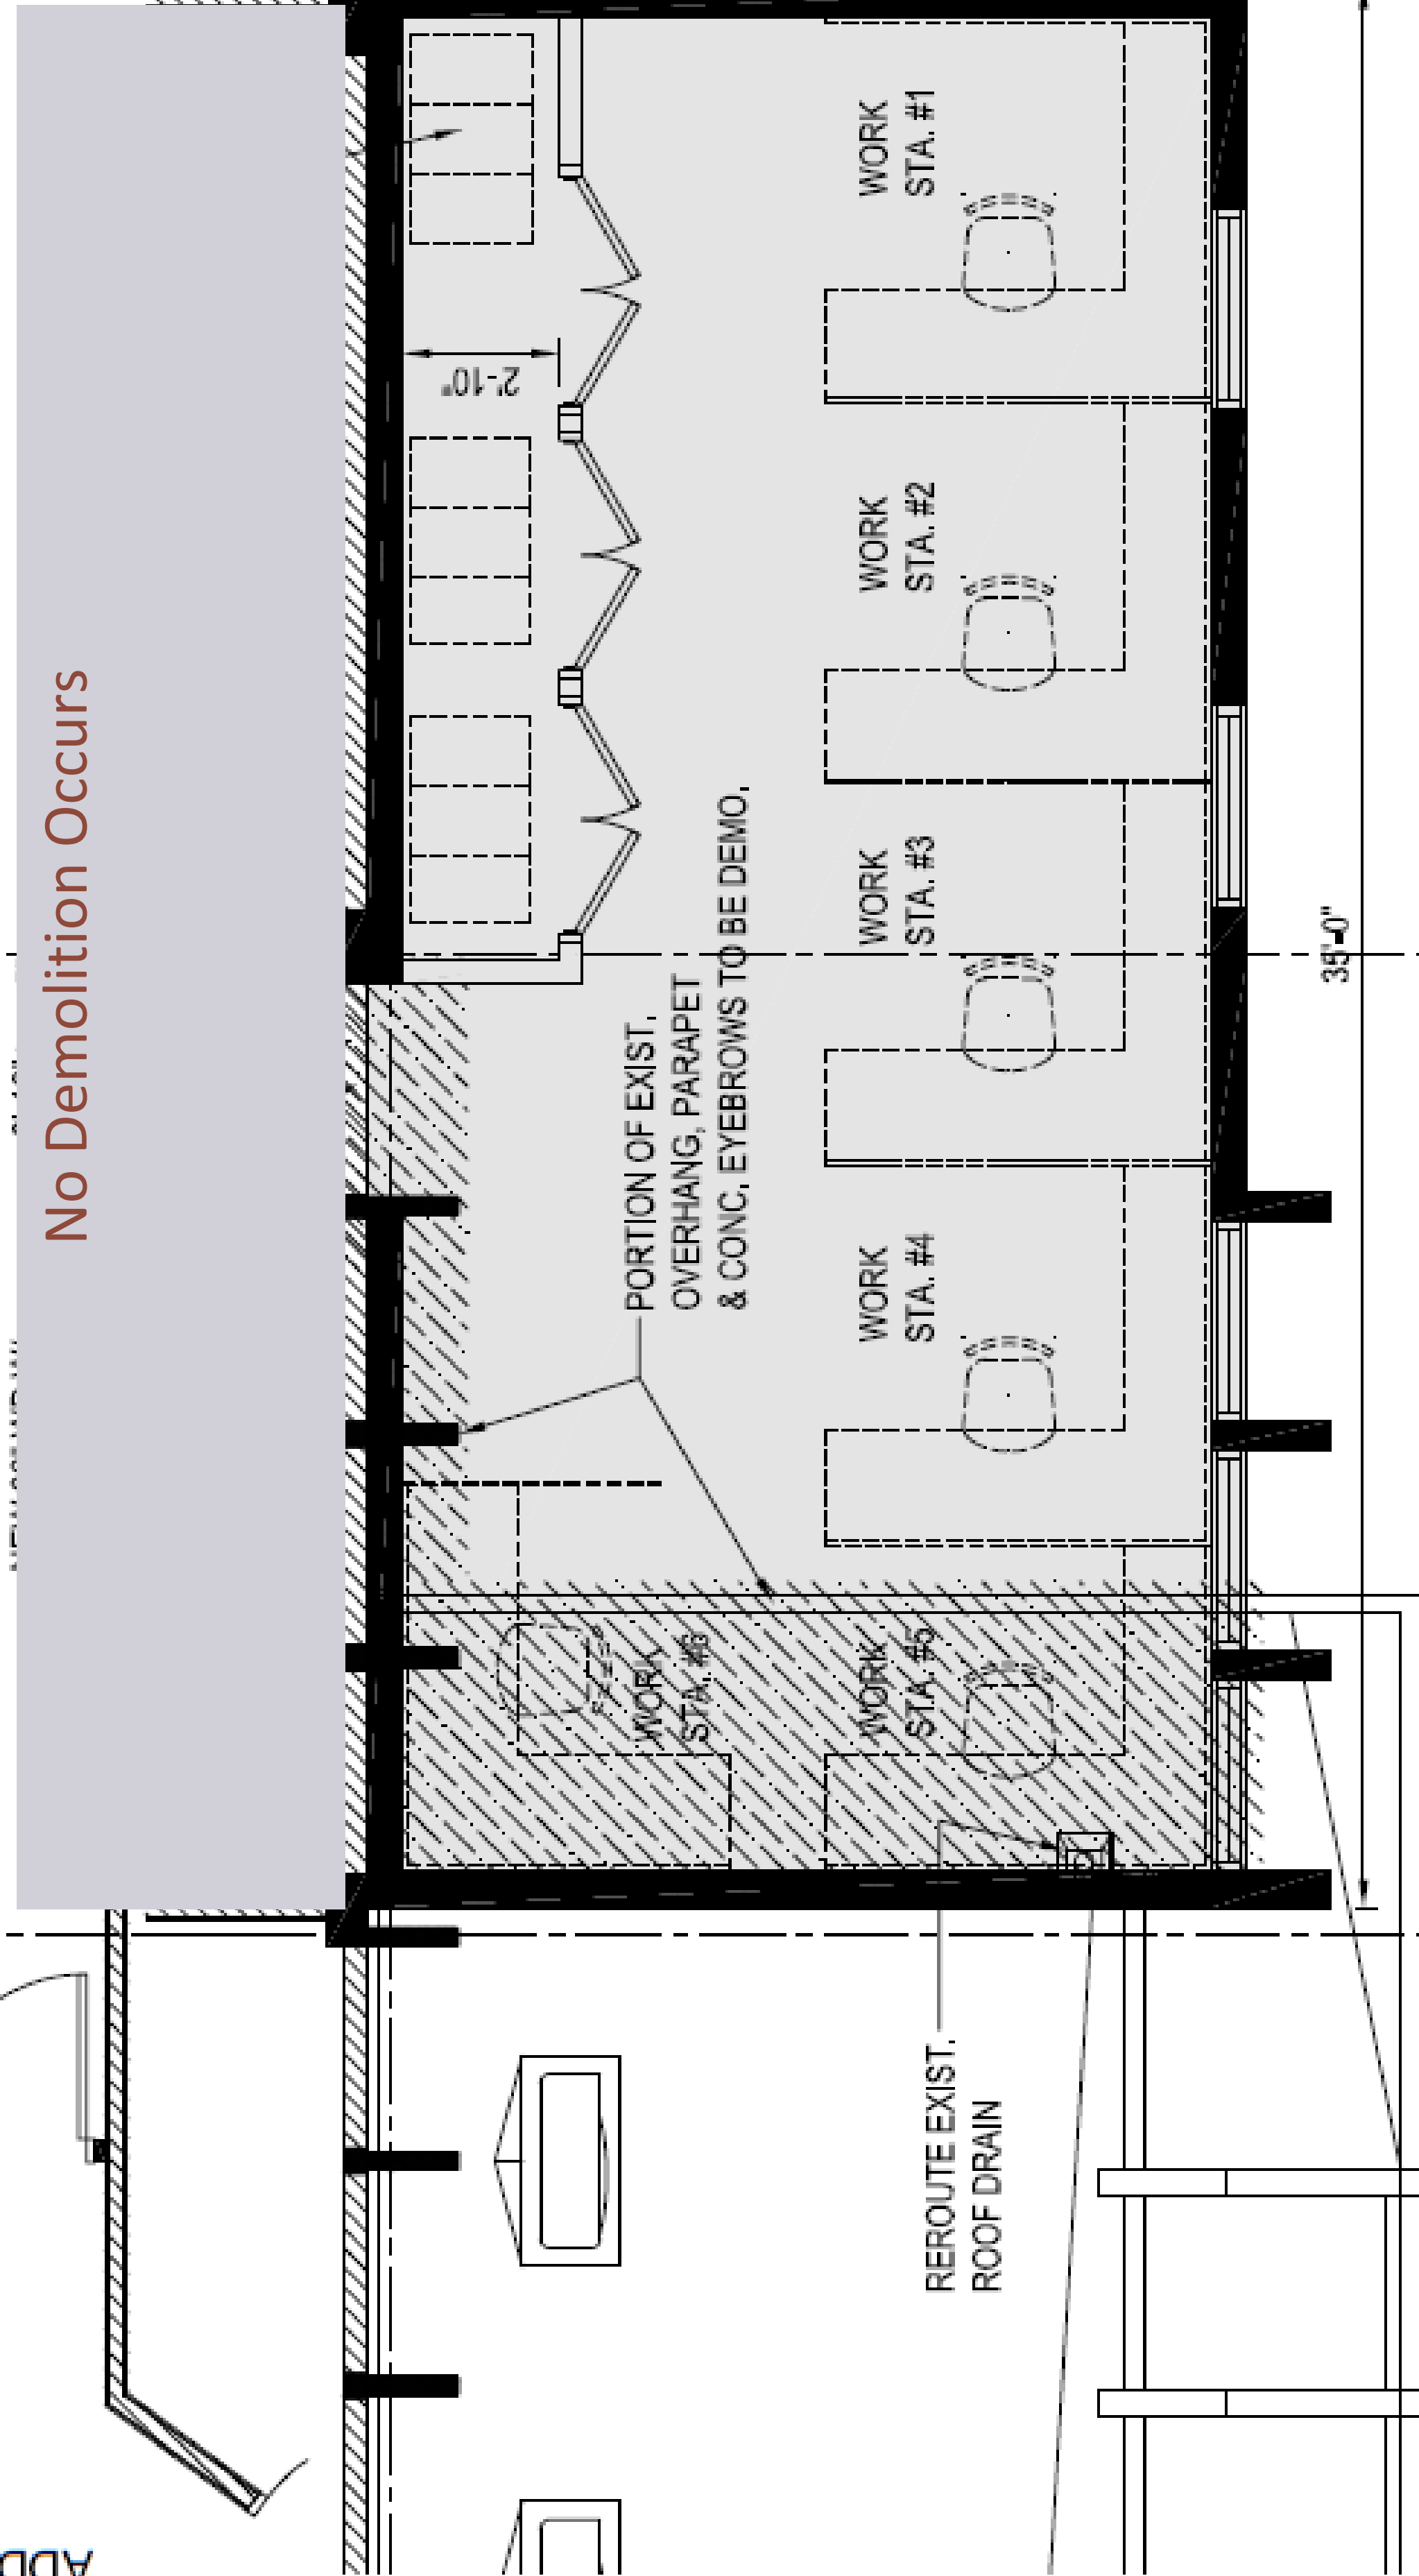 No Demolition Occurs
2'-10"
WORK
STA. #1
WORK
STA. #2
WORK
STA. #3
WORK
STA. #4
PORTION OF EXIST.
OVERHANG, PARAPET
& CONC. EYEBROWS TO BE DEMO.
WORK
STA. #6
WORK
STA. #5
35'-0"
REROUTE EXIST.
ROOF DRAIN
ADD